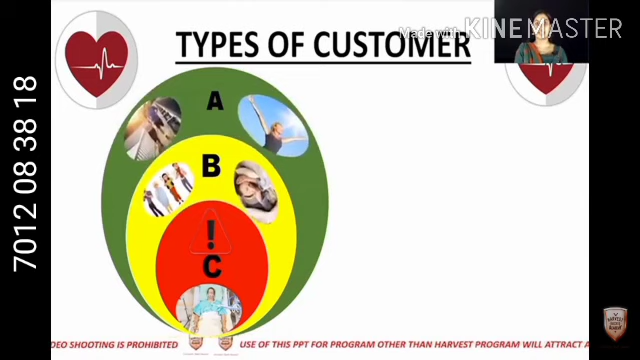 Made with KINEMASTER
TYPES OF CUSTOMER
A
B
!
C
7012 08 38 18
DEO SHOOTING IS PROHIBITED
USE OF THIS PPT FOR PROGRAM OTHER THAN HARVEST PROGRAM WILL ATTRACT A